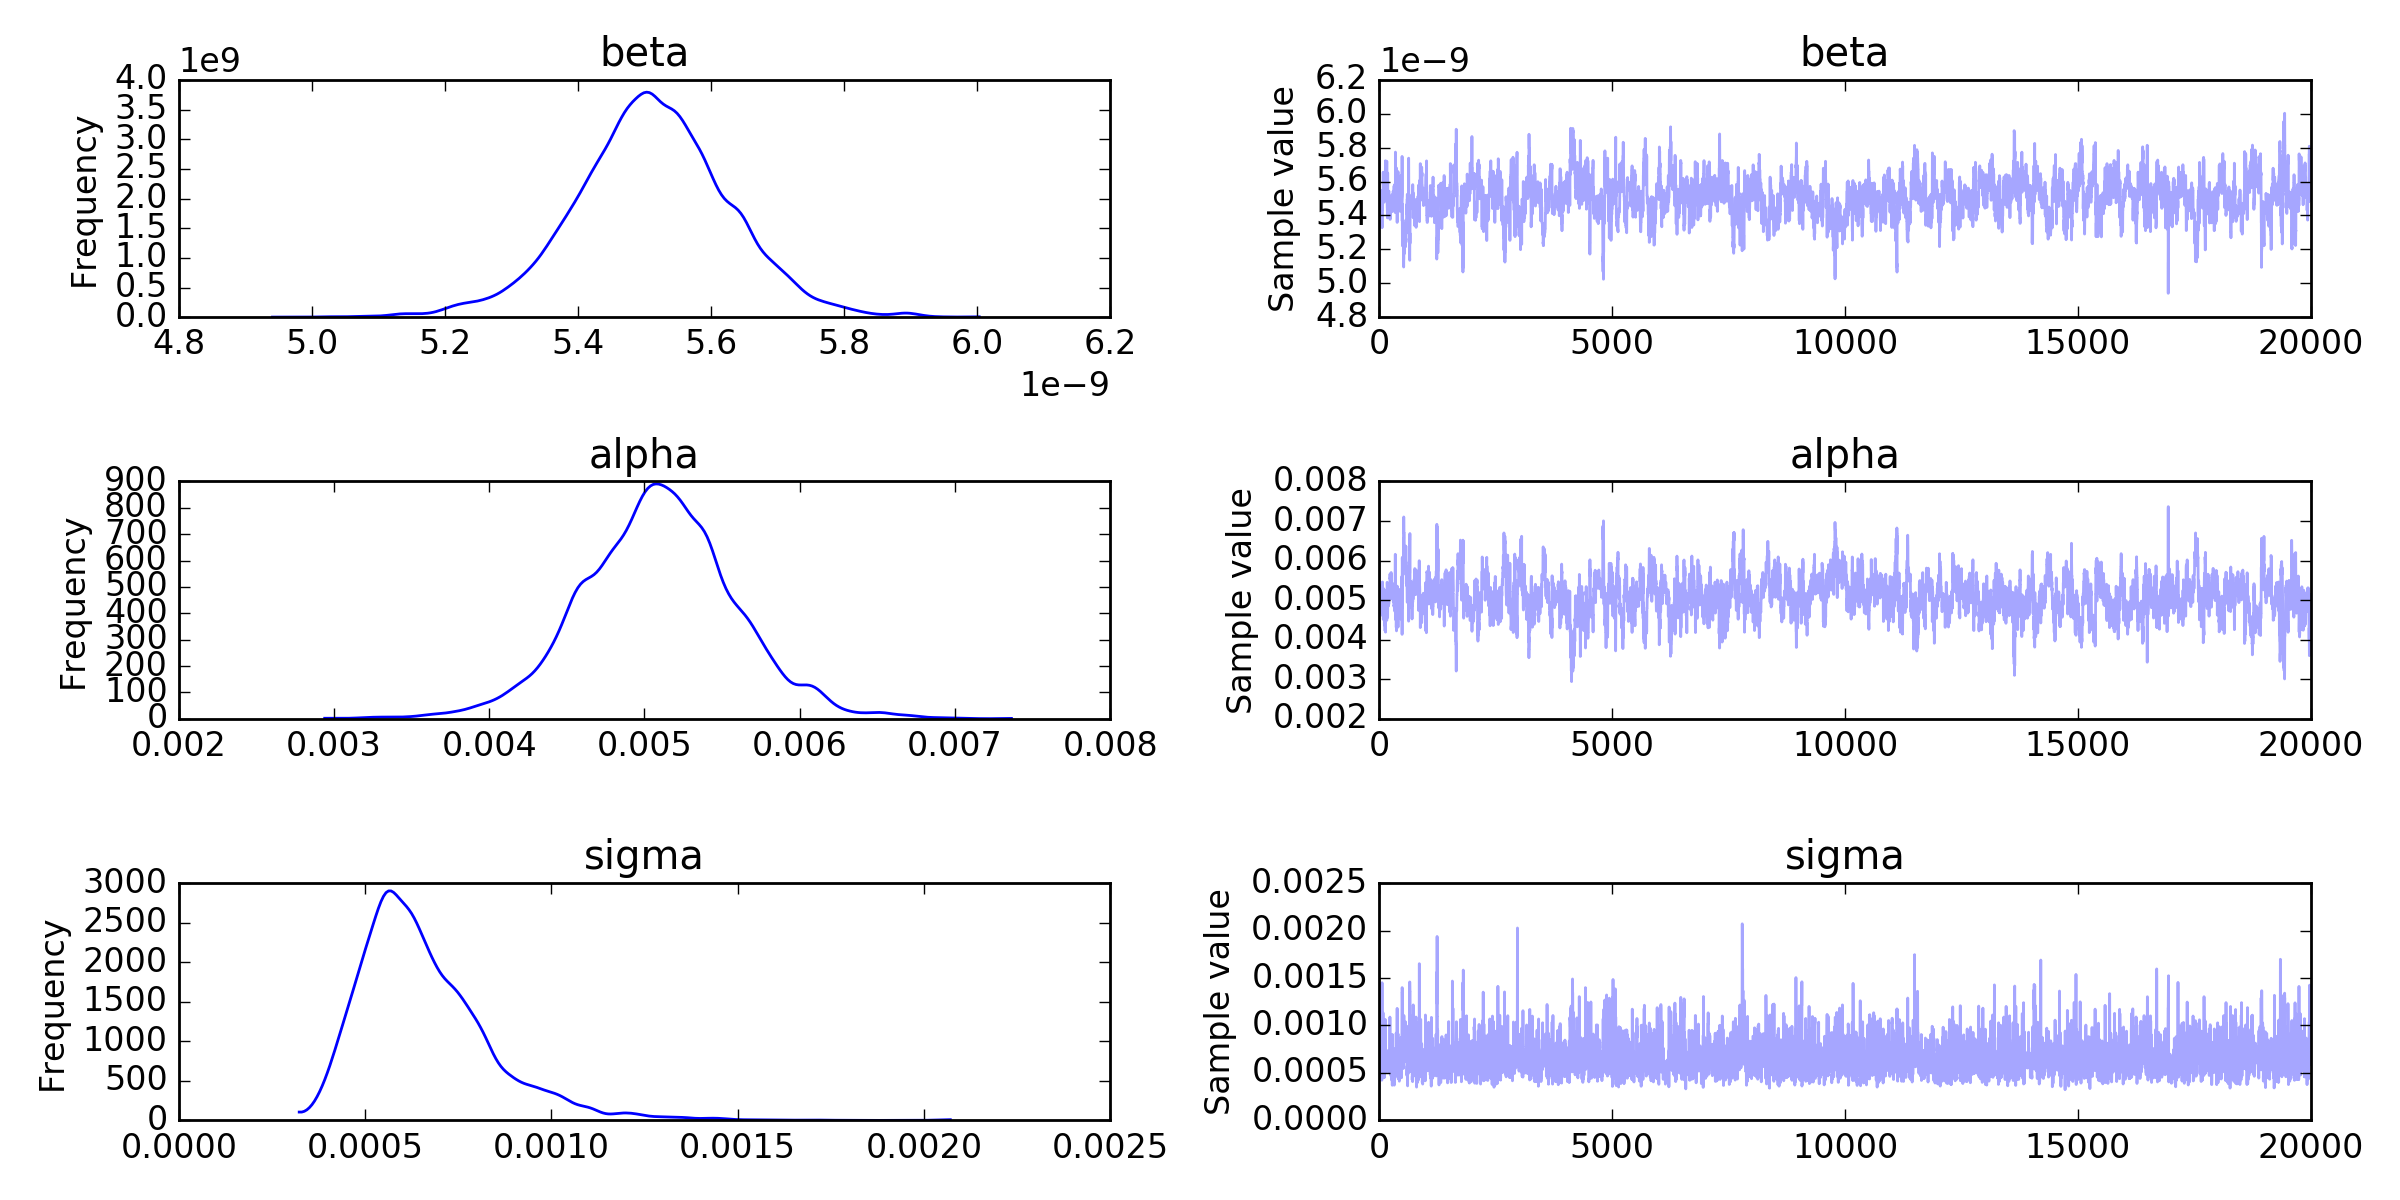 beta
1e9
4.0
3.5
3.0
2.5
2.0
1.5
1.0
0.5
0.0
Frequency
4.8 5.0 5.2 5.4 5.6 5.8 6.0 6.2
1e−9
beta
1e−9
6.2
6.0
5.8
5.6
5.4
5.2
5.0
4.8
Sample value
0 5000 10000 15000 20000
alpha
900
800
700
600
500
400
300
200
100
0
Frequency
0.002 0.003 0.004 0.005 0.006 0.007 0.008
alpha
0.008
0.007
0.006
0.005
0.004
0.003
0.002
Sample value
0 5000 10000 15000 20000
sigma
3000
2500
2000
1500
1000
500
0
Frequency
0.0000 0.0005 0.0010 0.0015 0.0020 0.0025
sigma
0.0025
0.0020
0.0015
0.0010
0.0005
0.0000
Sample value
0 5000 10000 15000 20000